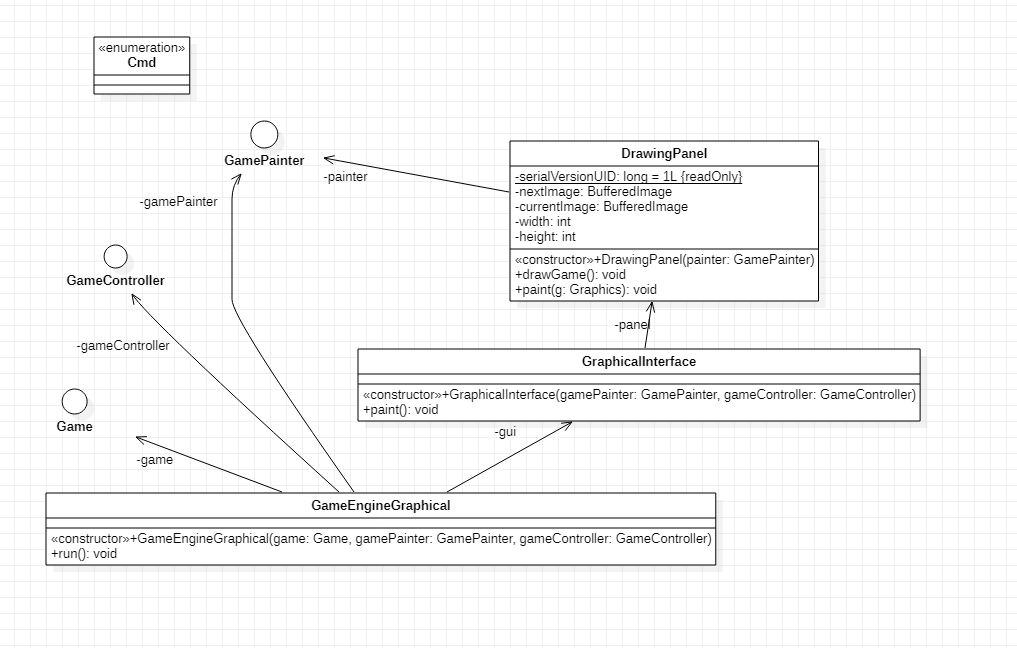 «enumeration»
Cmd
GamePainter
-painter
DrawingPanel
-serialVersionUID: long = 1L {readOnly}
-nextImage: BufferedImage
-currentImage: BufferedImage
-width: int
-height: int
«constructor»+DrawingPanel(painter: GamePainter)
+drawGame(): void
+paint(g: Graphics): void
-gamePainter
GameController
-gameController
-panel
GraphicalInterface
«constructor»+GraphicalInterface(gamePainter: GamePainter, gameController: GameController)
+paint(): void
Game
-game
-gui
GameEngineGraphical
«constructor»+GameEngineGraphical(game: Game, gamePainter: GamePainter, gameController: GameController)
+run(): void